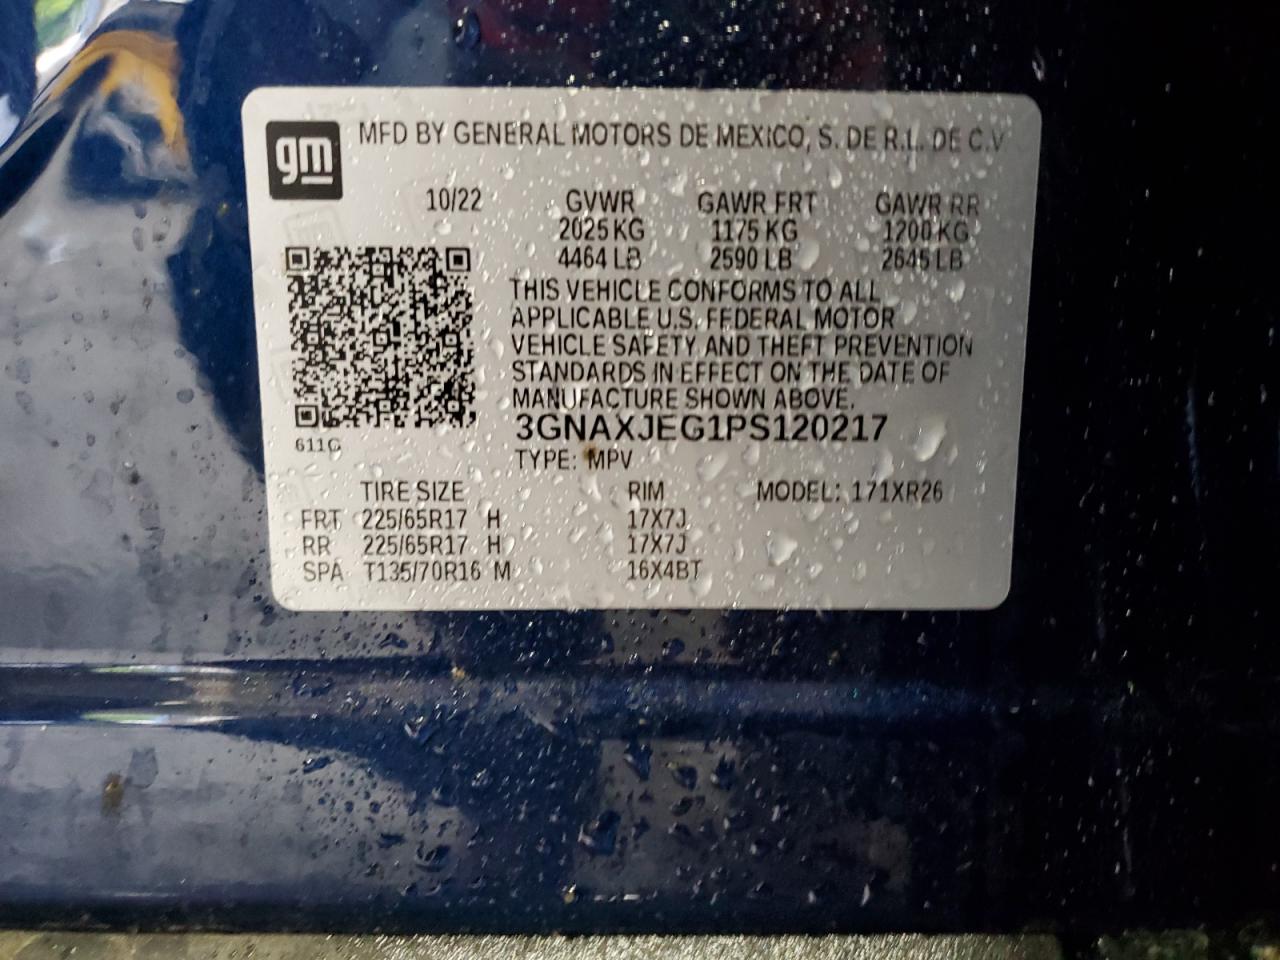 gm
MFD BY GENERAL MOTORS DE MEXICO, S. DE R.L. DE C.V
10/22 GVWR GAWR FRT GAWR RR
2025 KG 1175 KG 1200 KG
4464 LB 2590 LB 2645 LB
THIS VEHICLE CONFORMS TO ALL
APPLICABLE U.S. FEDERAL MOTOR
VEHICLE SAFETY AND THEFT PREVENTION
STANDARDS IN EFFECT ON THE DATE OF
MANUFACTURE SHOWN ABOVE.
3GNAXJEG1PS120217
611C
TYPE: MPV
TIRE SIZE RIM MODEL: 171XR26
FRT 225/65R17 H 17X7J
RR 225/65R17 H 17X7J
SPA T135/70R16 M 16X4BT